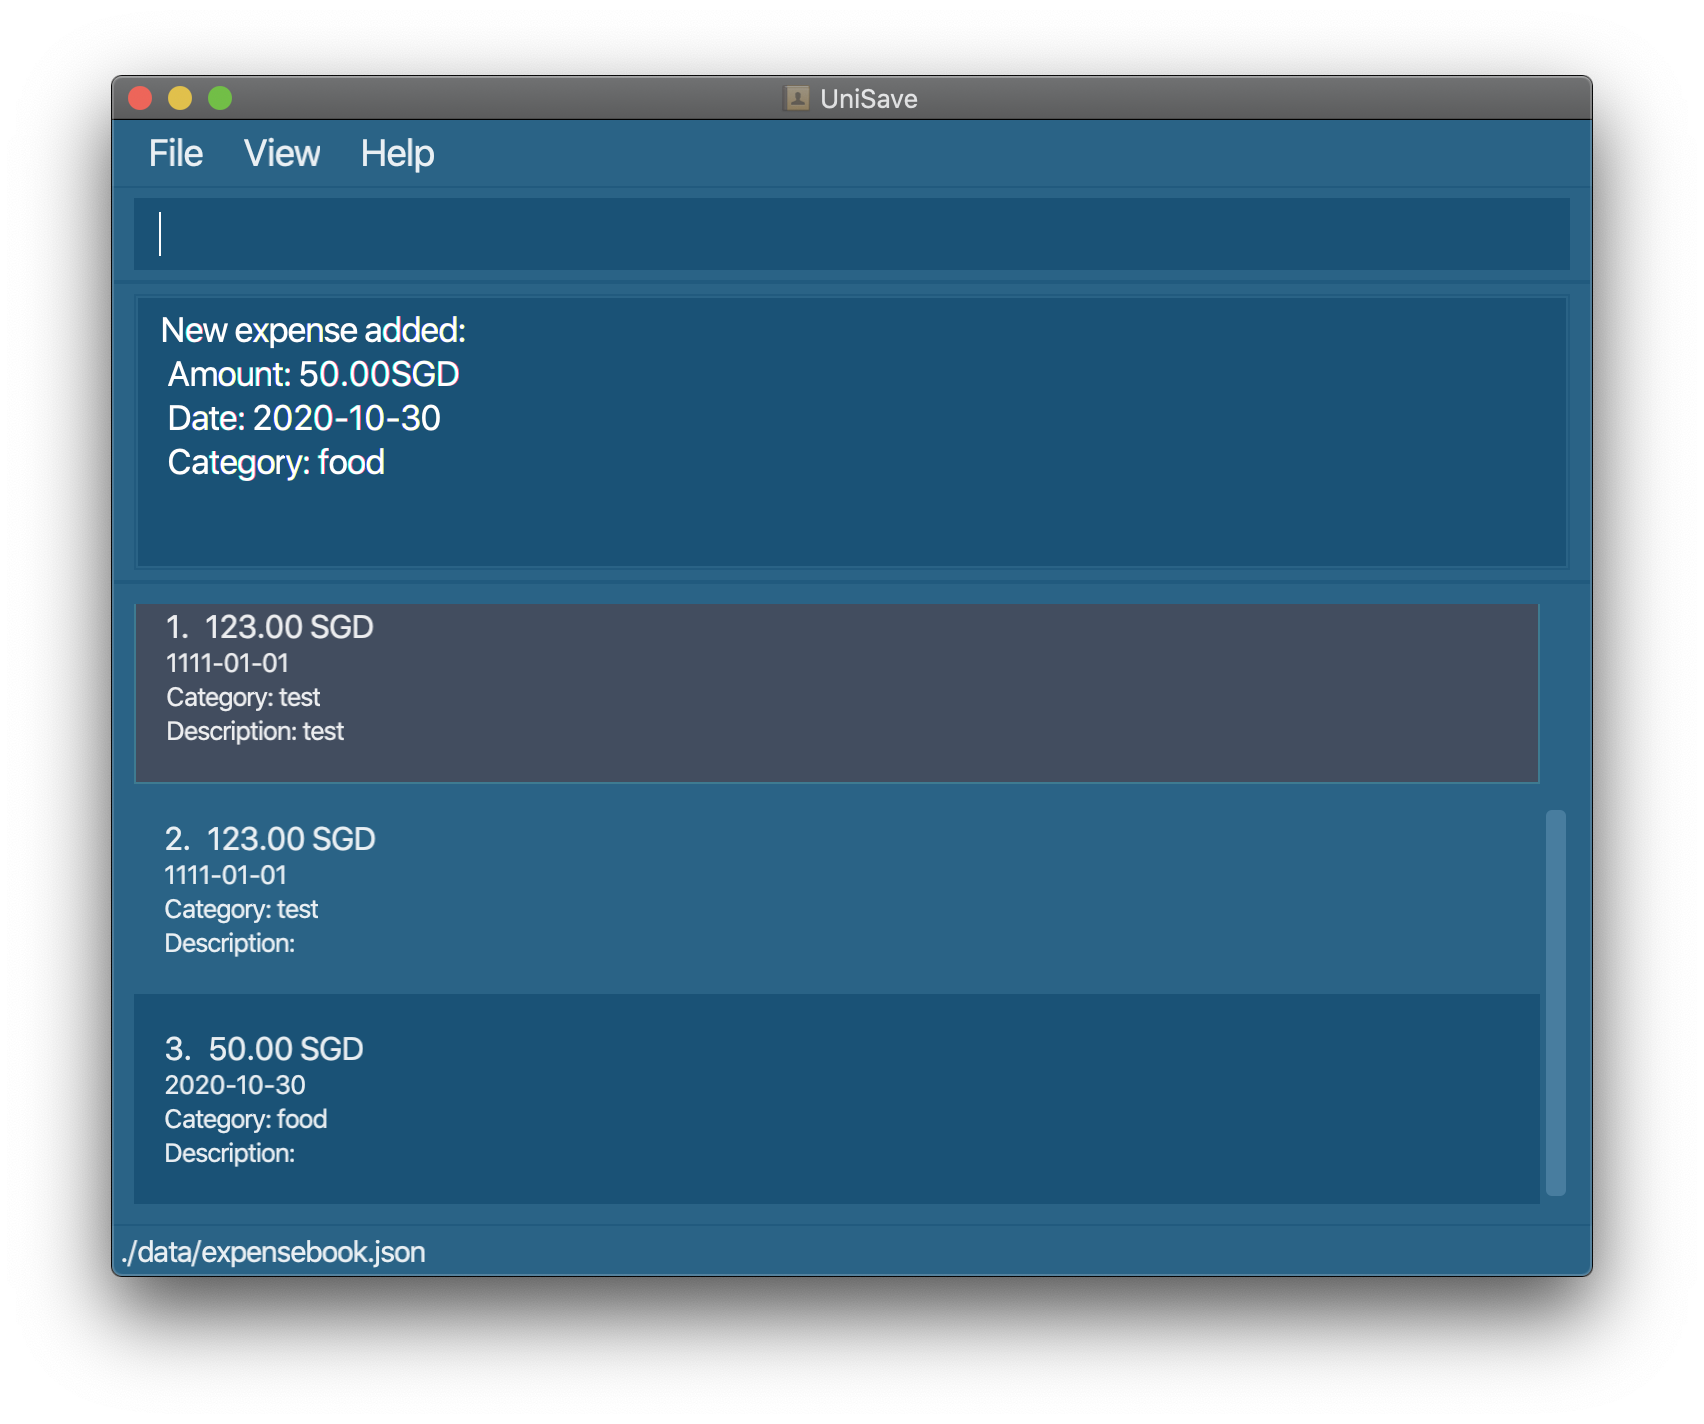 UniSave
File View Help
New expense added:
Amount: 50.00SGD
Date: 2020-10-30
Category: food
1. 123.00 SGD
1111-01-01
Category: test
Description: test
2. 123.00 SGD
1111-01-01
Category: test
Description:
3. 50.00 SGD
2020-10-30
Category: food
Description:
./data/expensebook.json